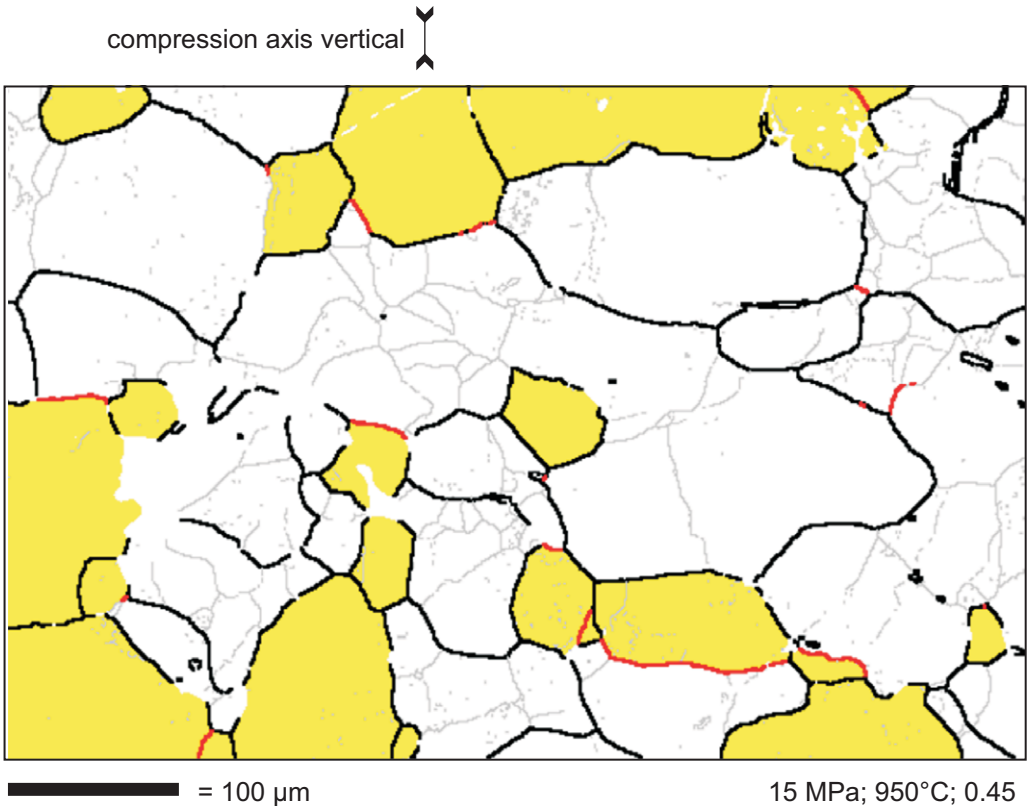 compression axis vertical
= 100 µm
15 MPa; 950°C; 0.45